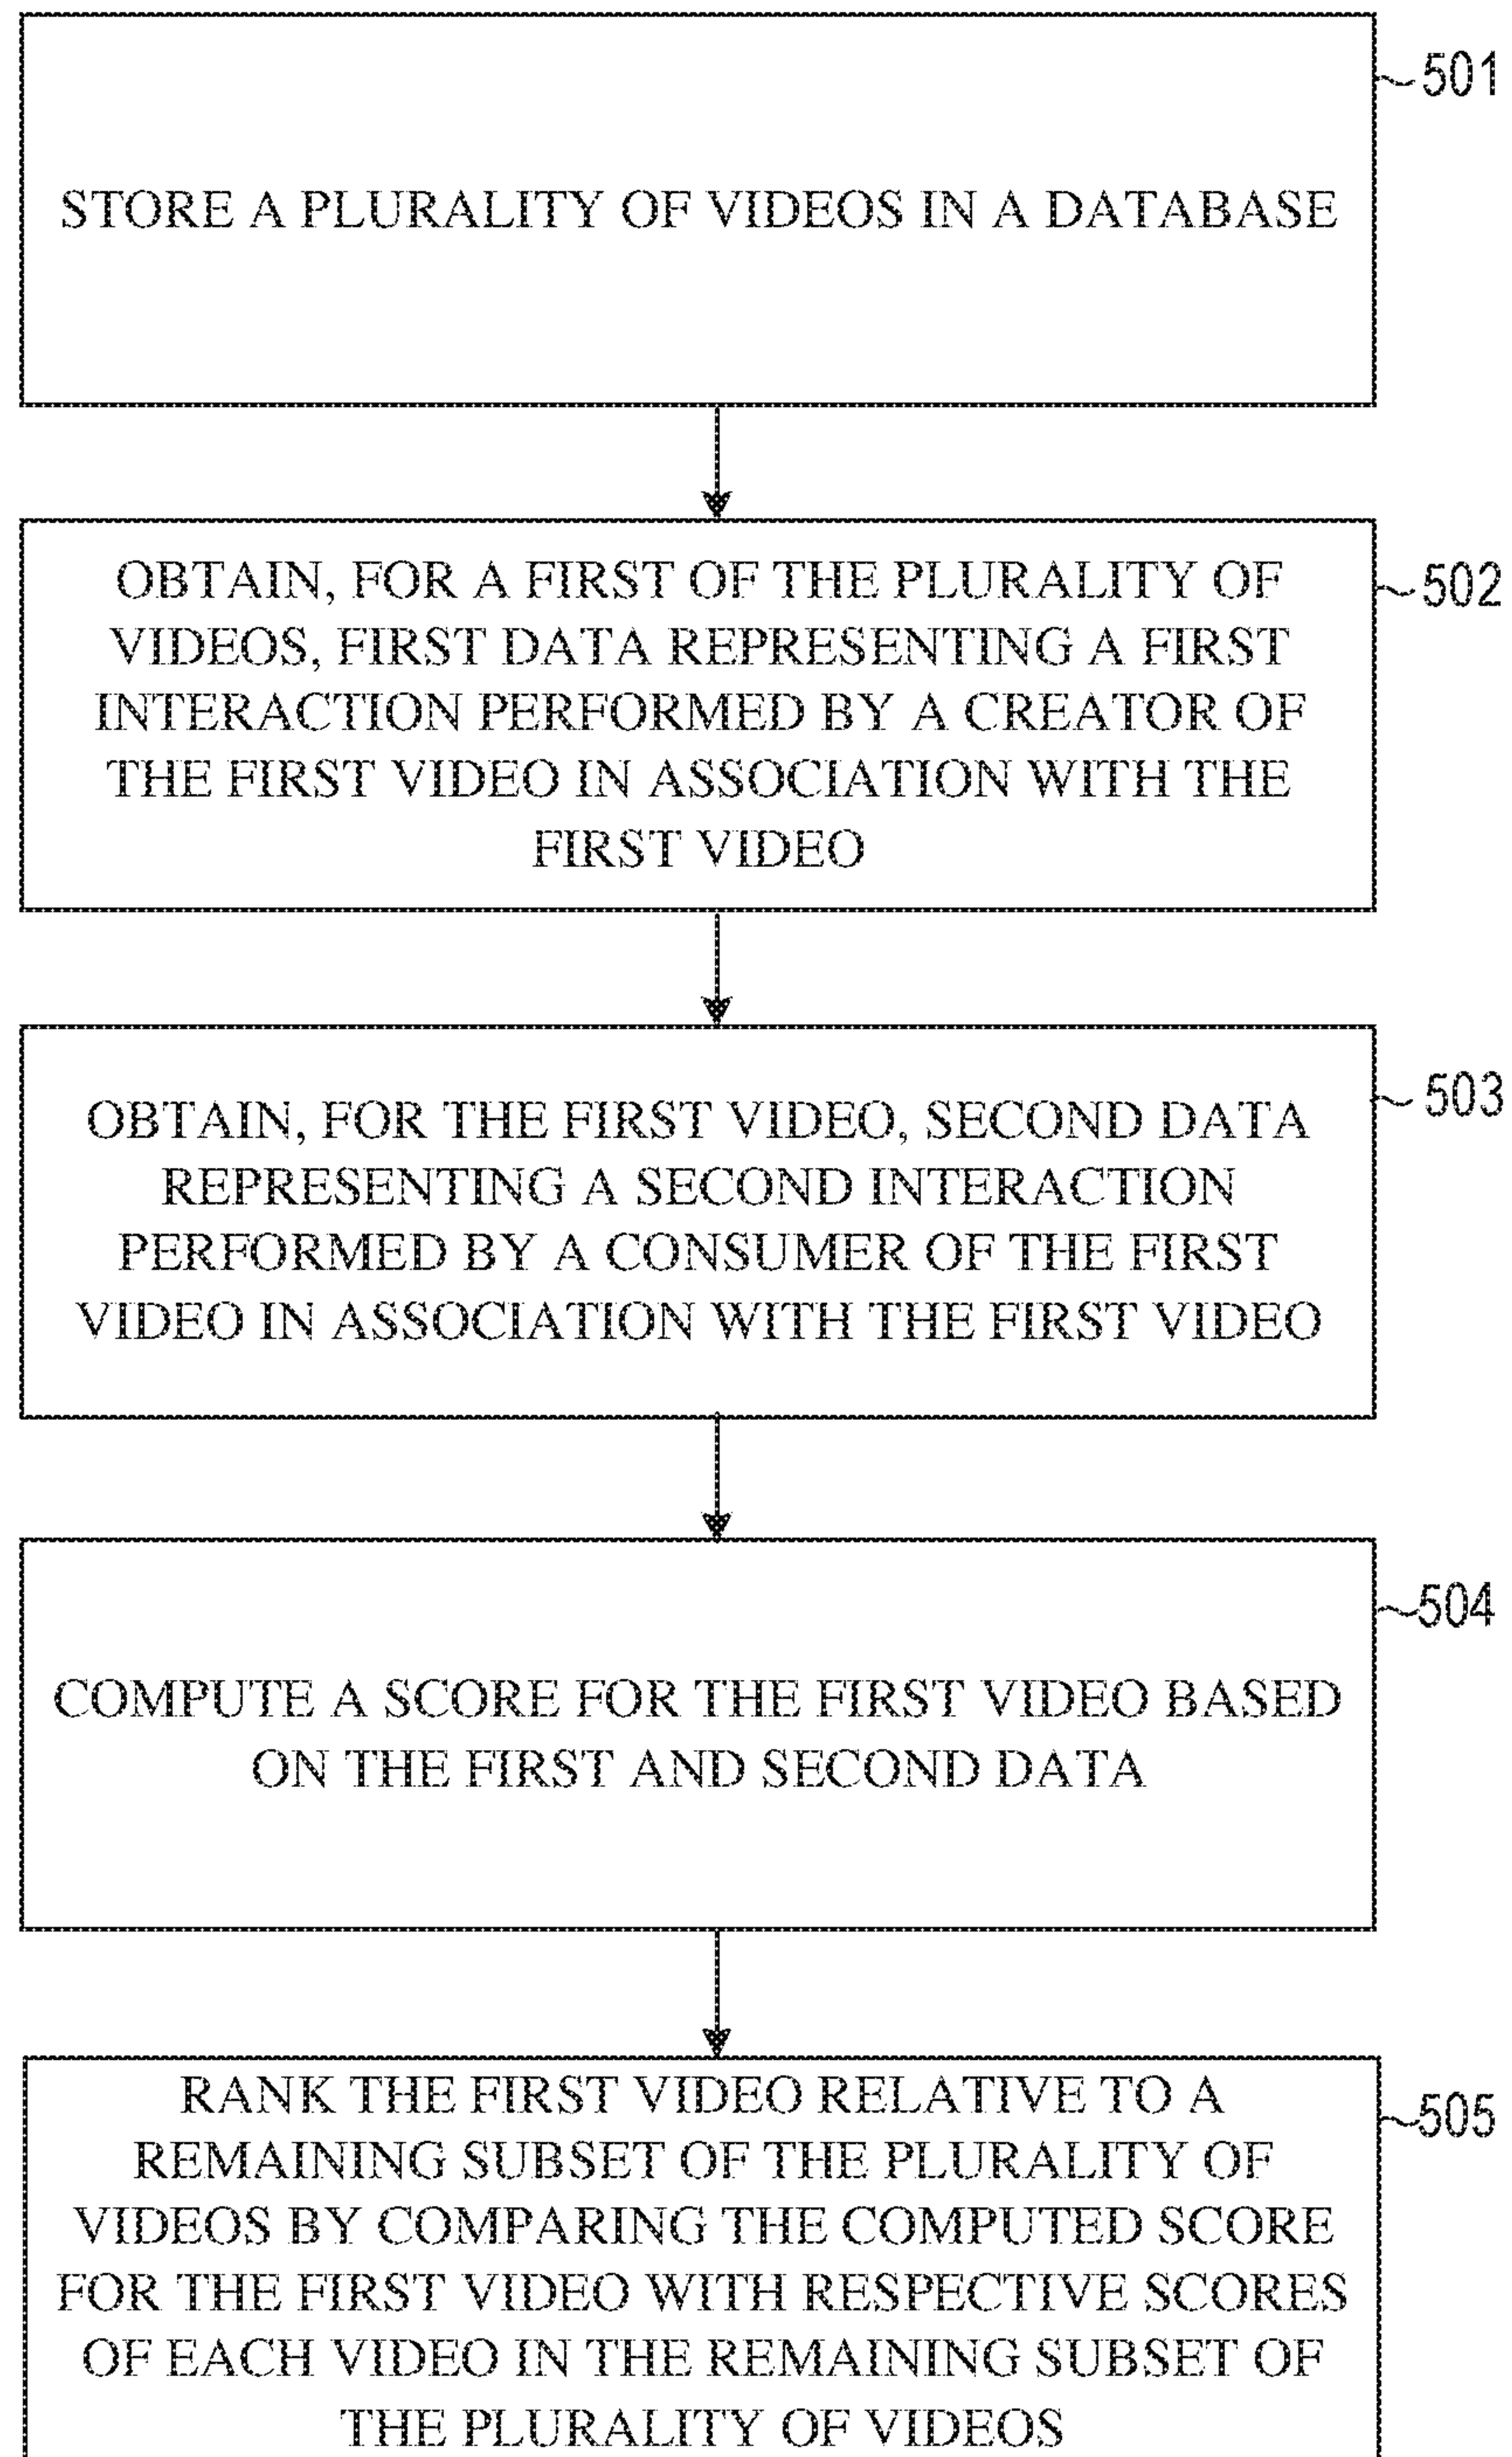 501
STORE A PLURALITY OF VIDEOS IN A DATABASE
502
OBTAIN, FOR A FIRST OF THE PLURALITY OF
VIDEOS, FIRST DATA REPRESENTING A FIRST
INTERACTION PERFORMED BY A CREATOR OF
THE FIRST VIDEO IN ASSOCIATION WITH THE
FIRST VIDEO
503
OBTAIN, FOR THE FIRST VIDEO, SECOND DATA
REPRESENTING A SECOND INTERACTION
PERFORMED BY A CONSUMER OF THE FIRST
VIDEO IN ASSOCIATION WITH THE FIRST VIDEO
504
COMPUTE A SCORE FOR THE FIRST VIDEO BASED
ON THE FIRST AND SECOND DATA
505
RANK THE FIRST VIDEO RELATIVE TO A
REMAINING SUBSET OF THE PLURALITY OF
VIDEOS BY COMPARING THE COMPUTED SCORE
FOR THE FIRST VIDEO WITH RESPECTIVE SCORES
OF EACH VIDEO IN THE REMAINING SUBSET OF
THE PLURALITY OF VIDEOS